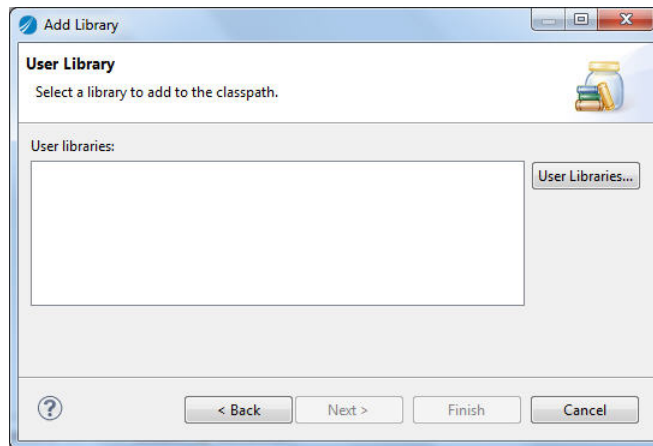 Add Library
User Library
Select a library to add to the classpath.
User libraries:
User Libraries...
?
< Back
Next >
Finish
Cancel